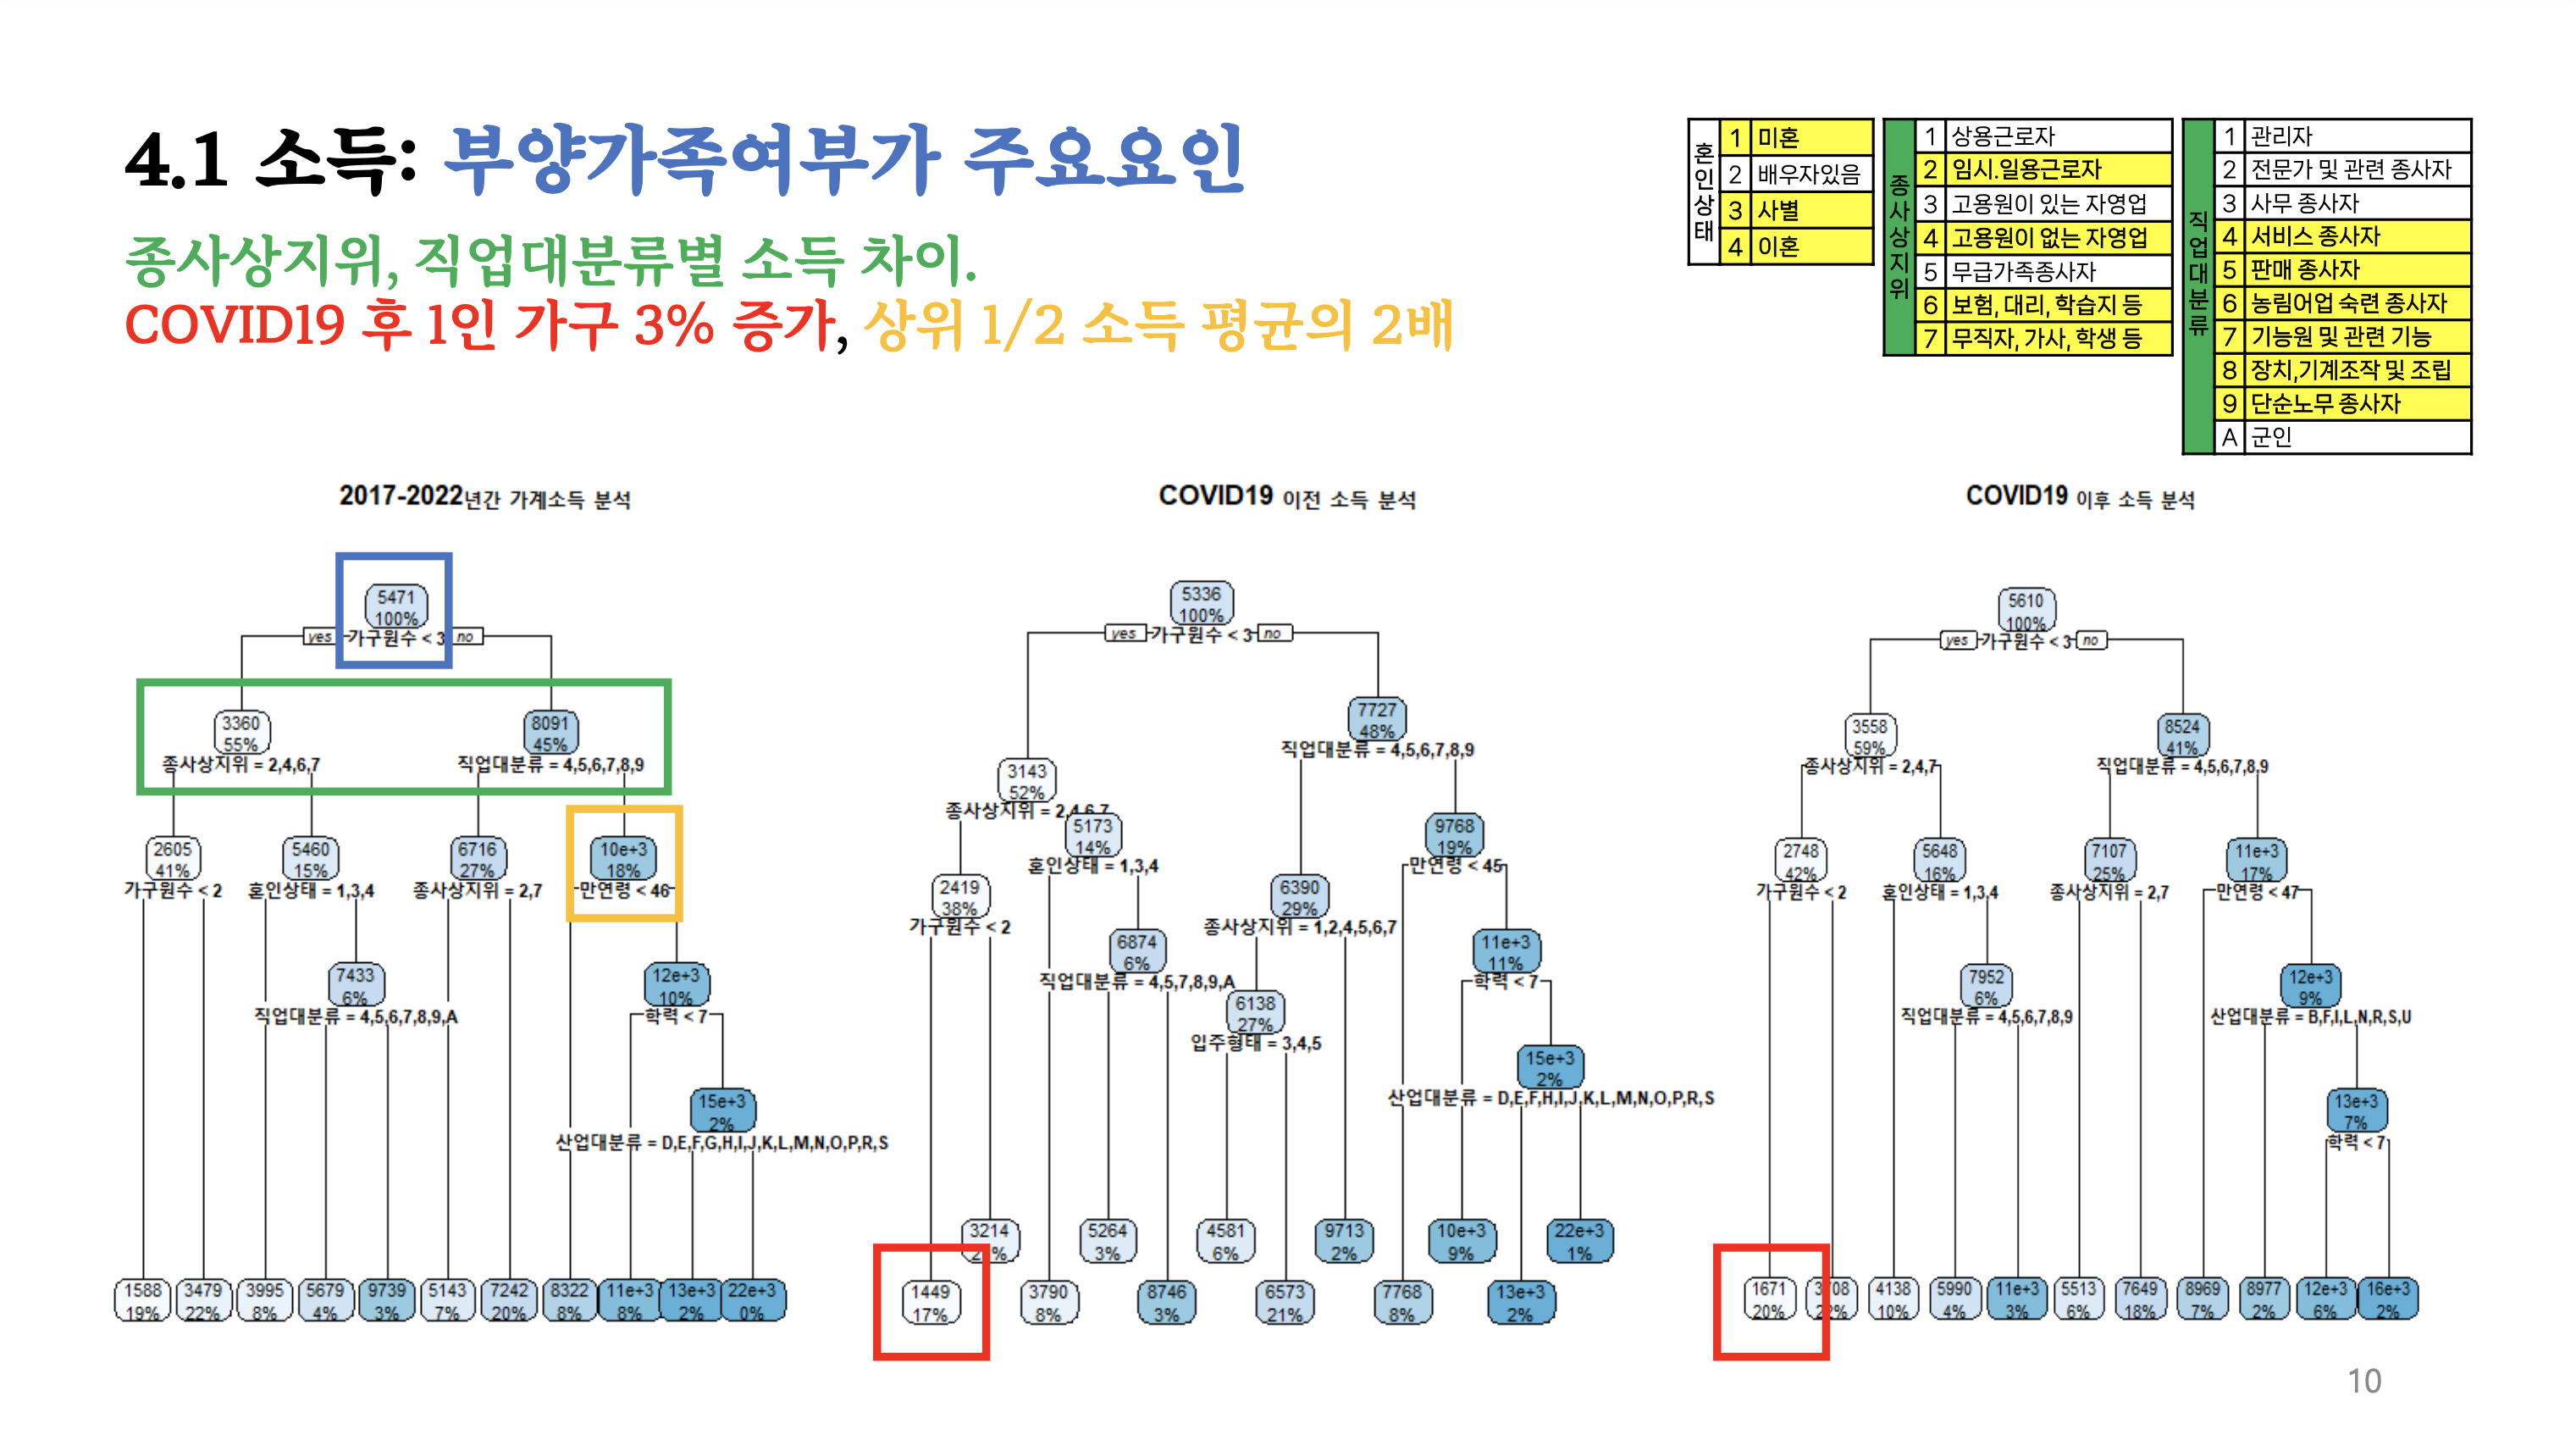 4.1 소득: 부양가족여부가 주요요인
종사상지위, 직업대분류별 소득 차이.
COVID19 후 1인 가구 3% 증가, 상위 1/2 소득 평균의 2배
혼인상태
1 미혼
2 배우자있음
3 사별
4 이혼
종사상지위
1 상용근로자
2 임시.일용근로자
3 고용원이 있는 자영업
4 고용원이 없는 자영업
5 무급가족종사자
6 보험, 대리, 학습지 등
7 무직자, 가사, 학생 등
직업대분류
1 관리자
2 전문가 및 관련 종사자
3 사무 종사자
4 서비스 종사자
5 판매 종사자
6 농림어업 숙련 종사자
7 기능원 및 관련 기능
8 장치,기계조작 및 조립
9 단순노무 종사자
A 군인
2017-2022년간 가계소득 분석
5471
100%
yes 가구원수 < 3 no
3360
55%
종사상지위 = 2,4,6,7
8091
45%
직업대분류 = 4,5,6,7,8,9
2605
41%
가구원수 < 2
5460
15%
혼인상태 = 1,3,4
6716
27%
종사상지위 = 2,7
10e+3
18%
만연령 < 46
7433
6%
직업대분류 = 4,5,6,7,8,9,A
12e+3
10%
학력 < 7
15e+3
2%
산업대분류 = D,E,F,G,H,I,J,K,L,M,N,O,P,R,S
1588
19%
3479
22%
3995
8%
5679
4%
9739
3%
5143
7%
7242
20%
8322
8%
11e+3
8%
13e+3
2%
22e+3
0%
COVID19 이전 소득 분석
5336
100%
yes 가구원수 < 3 no
7727
48%
직업대분류 = 4,5,6,7,8,9
3143
52%
종사상지위 = 2,4,6,7
5173
14%
혼인상태 = 1,3,4
9768
19%
만연령 < 45
2419
38%
가구원수 < 2
6390
29%
종사상지위 = 1,2,4,5,6,7
6874
6%
직업대분류 = 4,5,7,8,9,A
11e+3
11%
학력 < 7
6138
27%
입주형태 = 3,4,5
15e+3
2%
산업대분류 = D,E,F,H,I,J,K,L,M,N,O,P,R,S
3214
5264
3%
4581
6%
9713
2%
10e+3
9%
22e+3
1%
1449
17%
3790
8%
8746
3%
6573
21%
7768
8%
13e+3
2%
COVID19 이후 소득 분석
5610
100%
yes 가구원수 < 3 no
3558
59%
종사상지위 = 2,4,7
8524
41%
직업대분류 = 4,5,6,7,8,9
2748
42%
가구원수 < 2
5648
16%
혼인상태 = 1,3,4
7107
25%
종사상지위 = 2,7
11e+3
17%
만연령 < 47
7952
6%
직업대분류 = 4,5,6,7,8,9
12e+3
9%
산업대분류 = B,F,I,L,N,R,S,U
13e+3
7%
학력 < 7
1671
20%
3708
22%
4138
10%
5990
4%
11e+3
3%
5513
6%
7649
18%
8969
7%
8977
2%
12e+3
6%
16e+3
2%
10